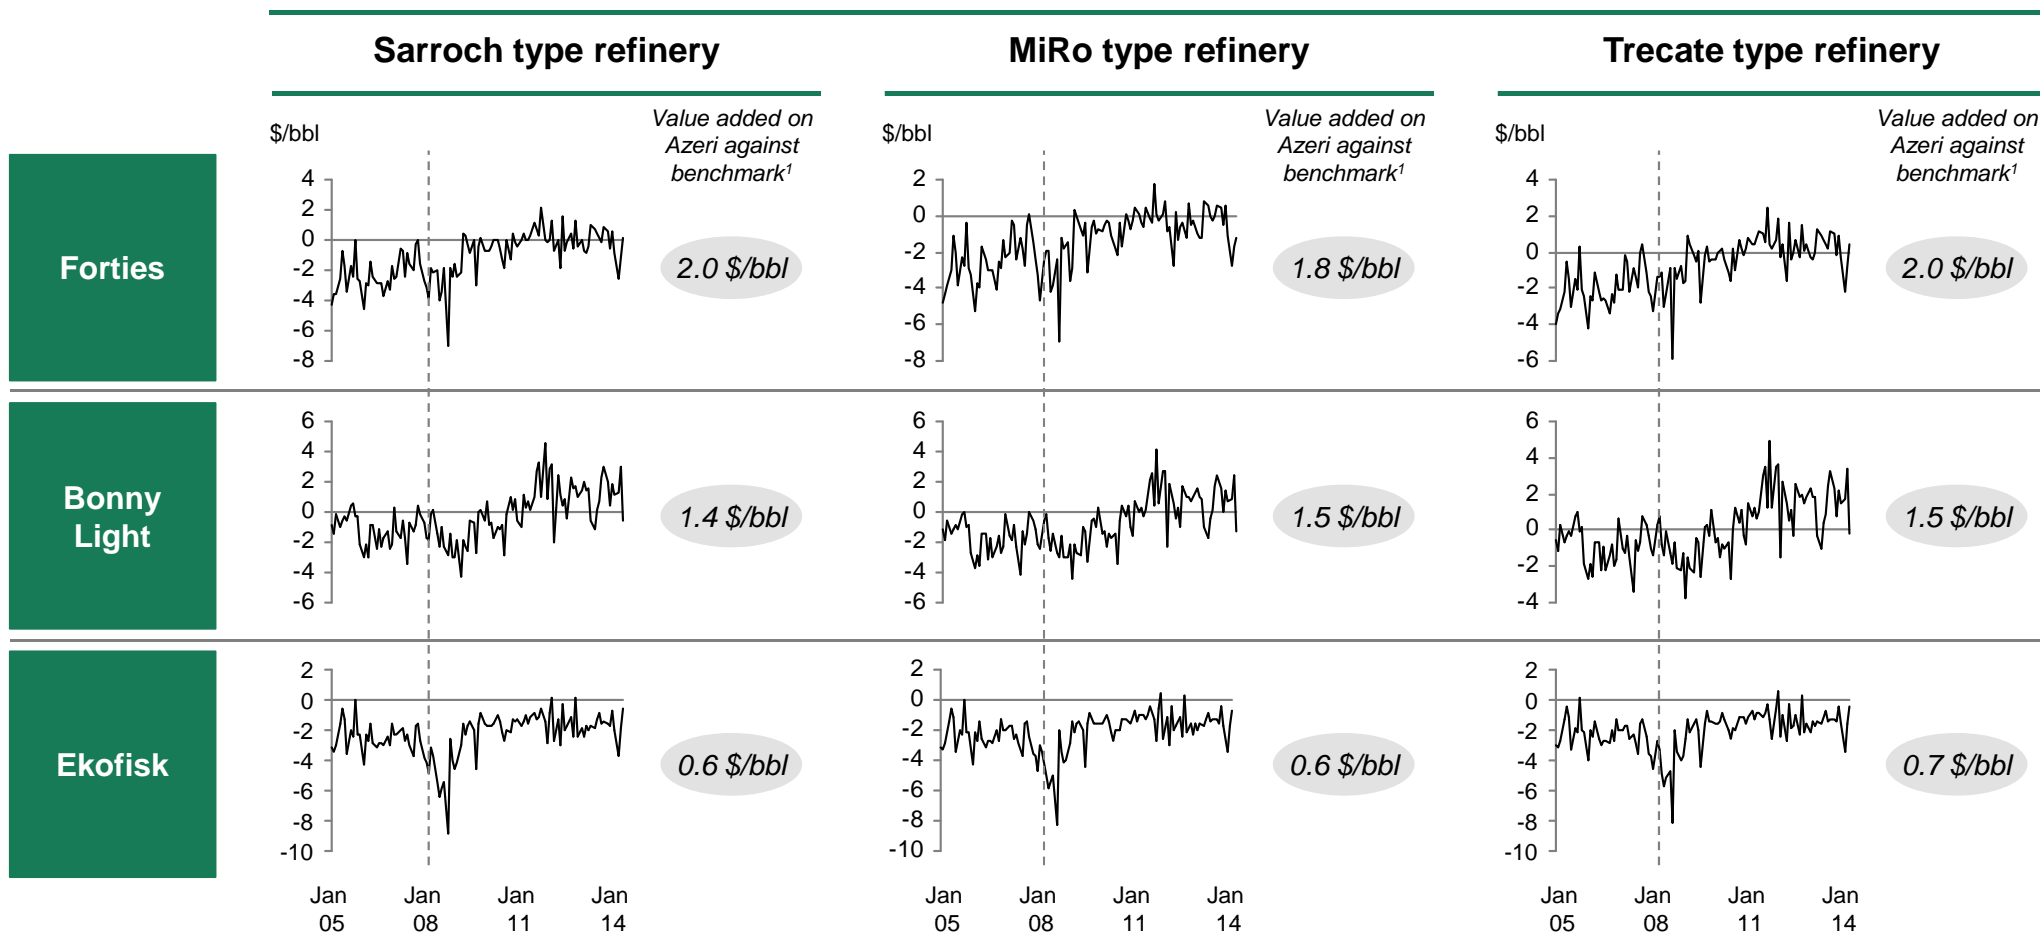 Sarroch type refinery
MiRo type refinery
Trecate type refinery
$/bbl
Value added on
Azeri against
benchmark1
$/bbl
Value added on
Azeri against
benchmark1
$/bbl
Value added on
Azeri against
benchmark1
Forties
4
2
0
-2
-4
-6
-8
2.0 $/bbl
2
0
-2
-4
-6
-8
1.8 $/bbl
4
2
0
-2
-4
-6
2.0 $/bbl
Bonny
Light
6
4
2
0
-2
-4
-6
1.4 $/bbl
6
4
2
0
-2
-4
-6
1.5 $/bbl
6
4
2
0
-2
-4
1.5 $/bbl
Ekofisk
2
0
-2
-4
-6
-8
-10
0.6 $/bbl
2
0
-2
-4
-6
-8
-10
0.6 $/bbl
2
0
-2
-4
-6
-8
-10
0.7 $/bbl
Jan Jan Jan Jan
05 08 11 14
Jan Jan Jan Jan
05 08 11 14
Jan Jan Jan Jan
05 08 11 14